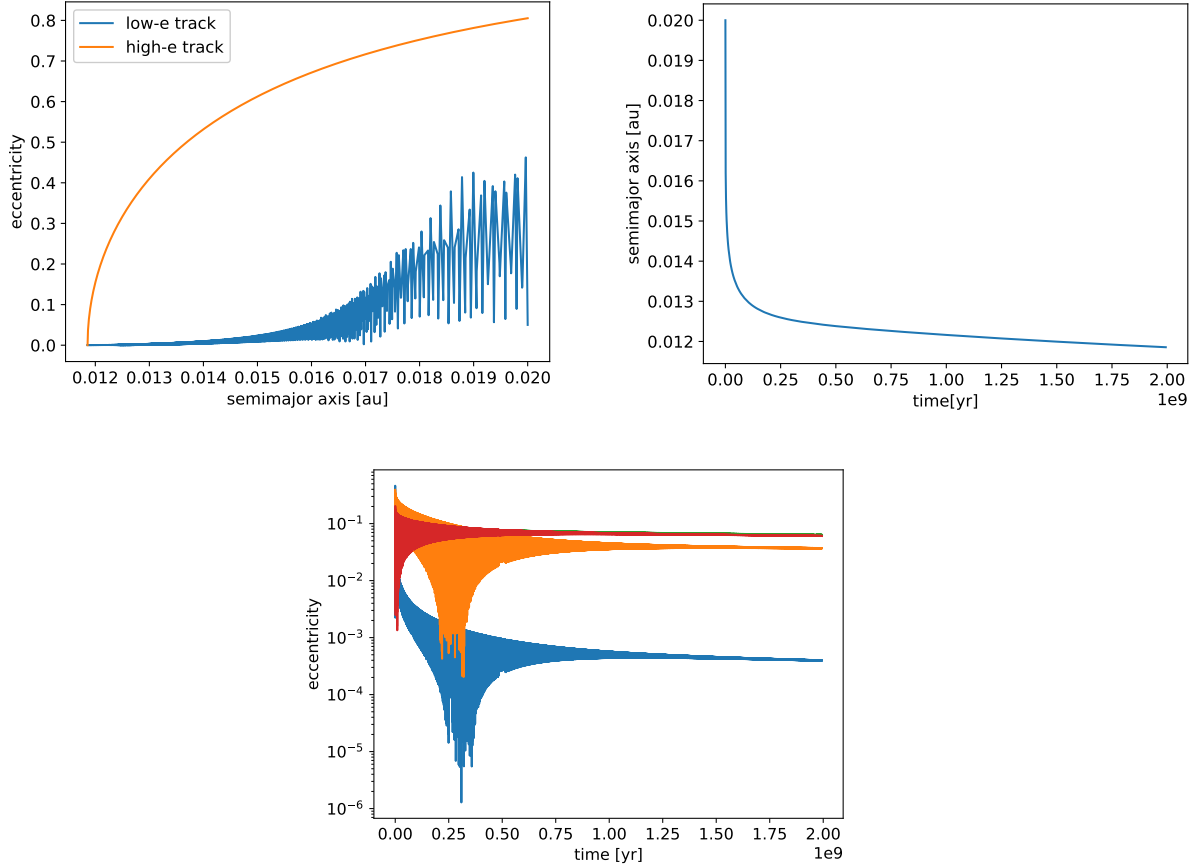 0.8
0.7
0.6
0.5
0.4
0.3
0.2
0.1
0.0
eccentricity
low-e track
high-e track
0.012 0.013 0.014 0.015 0.016 0.017 0.018 0.019 0.020
semimajor axis [au]
0.020
0.019
0.018
0.017
0.016
0.015
0.014
0.013
0.012
semimajor axis [au]
0.00 0.25 0.50 0.75 1.00 1.25 1.50 1.75 2.00
time[yr]
1e9
10⁻¹
10⁻²
10⁻³
10⁻⁴
10⁻⁵
10⁻⁶
eccentricity
0.00 0.25 0.50 0.75 1.00 1.25 1.50 1.75 2.00
time [yr]
1e9